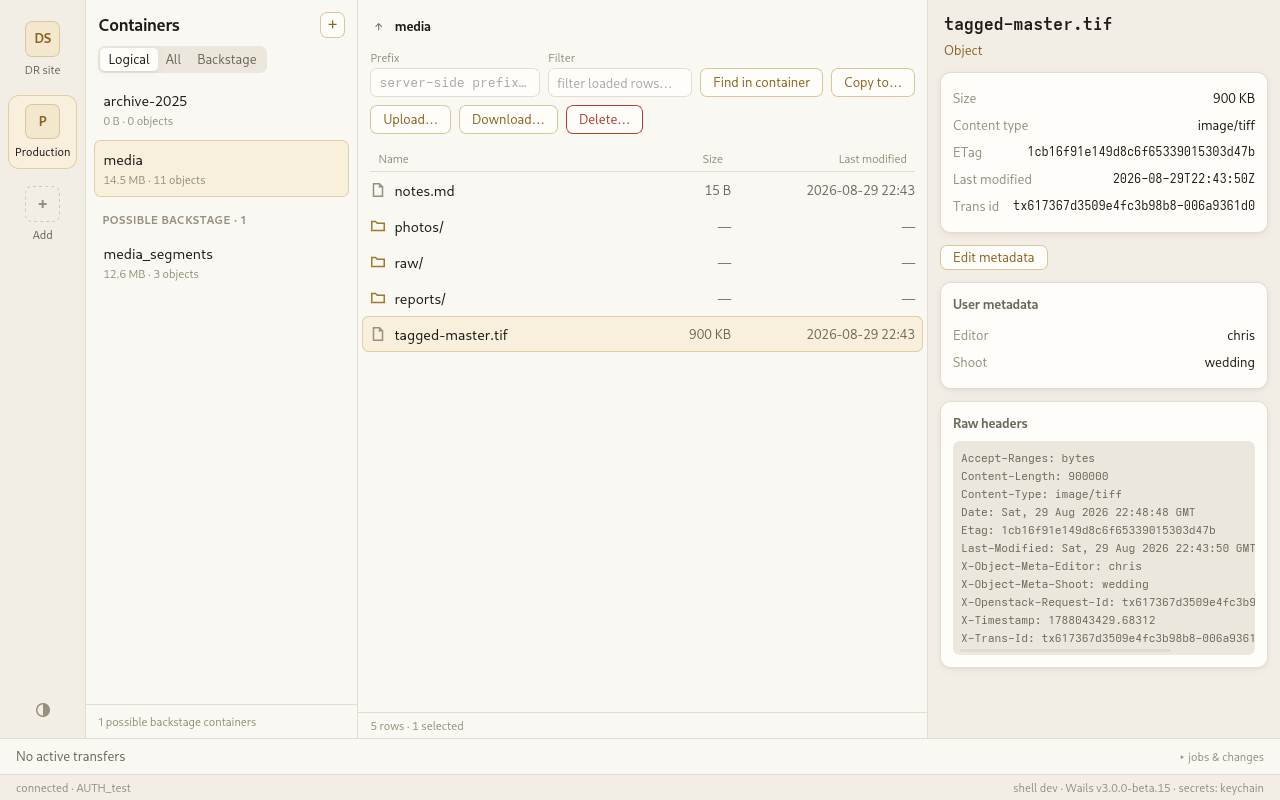 DS
DR site
P
Production
+
Add
Containers
+
Logical All Backstage
archive-2025
0 B · 0 objects
media
14.5 MB · 11 objects
POSSIBLE BACKSTAGE · 1
media_segments
12.6 MB · 3 objects
1 possible backstage containers
↑ media
Prefix Filter
server-side prefix… filter loaded rows… Find in container Copy to…
Upload… Download… Delete…
Name Size Last modified
notes.md 15 B 2026-08-29 22:43
photos/ — —
raw/ — —
reports/ — —
tagged-master.tif 900 KB 2026-08-29 22:43
5 rows · 1 selected
tagged-master.tif
Object
Size 900 KB
Content type image/tiff
ETag 1cb16f91e149d8c6f65339015303d47b
Last modified 2026-08-29T22:43:50Z
Trans id tx617367d3509e4fc3b98b8-006a9361d0
Edit metadata
User metadata
Editor chris
Shoot wedding
Raw headers
Accept-Ranges: bytes
Content-Length: 900000
Content-Type: image/tiff
Date: Sat, 29 Aug 2026 22:48:48 GMT
Etag: 1cb16f91e149d8c6f65339015303d47b
Last-Modified: Sat, 29 Aug 2026 22:43:50 GMT
X-Object-Meta-Editor: chris
X-Object-Meta-Shoot: wedding
X-Openstack-Request-Id: tx617367d3509e4fc3b9
X-Timestamp: 1788043429.68312
X-Trans-Id: tx617367d3509e4fc3b98b8-006a9361
No active transfers ▸ jobs & changes
connected · AUTH_test shell dev · Wails v3.0.0-beta.15 · secrets: keychain